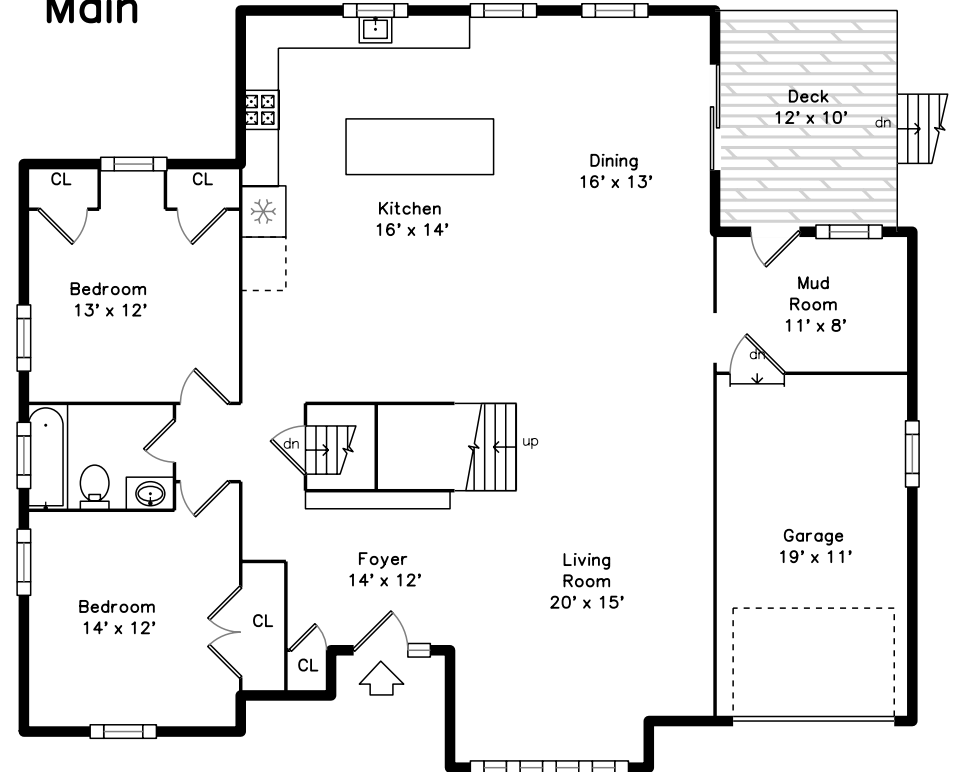 Main
Deck
12' x 10'
dn
Dining
16' x 13'
CL
CL
Kitchen
16' x 14'
Bedroom
13' x 12'
Mud
Room
11' x 8'
dn
dn
up
Foyer
14' x 12'
Living
Room
20' x 15'
Garage
19' x 11'
Bedroom
14' x 12'
CL
CL